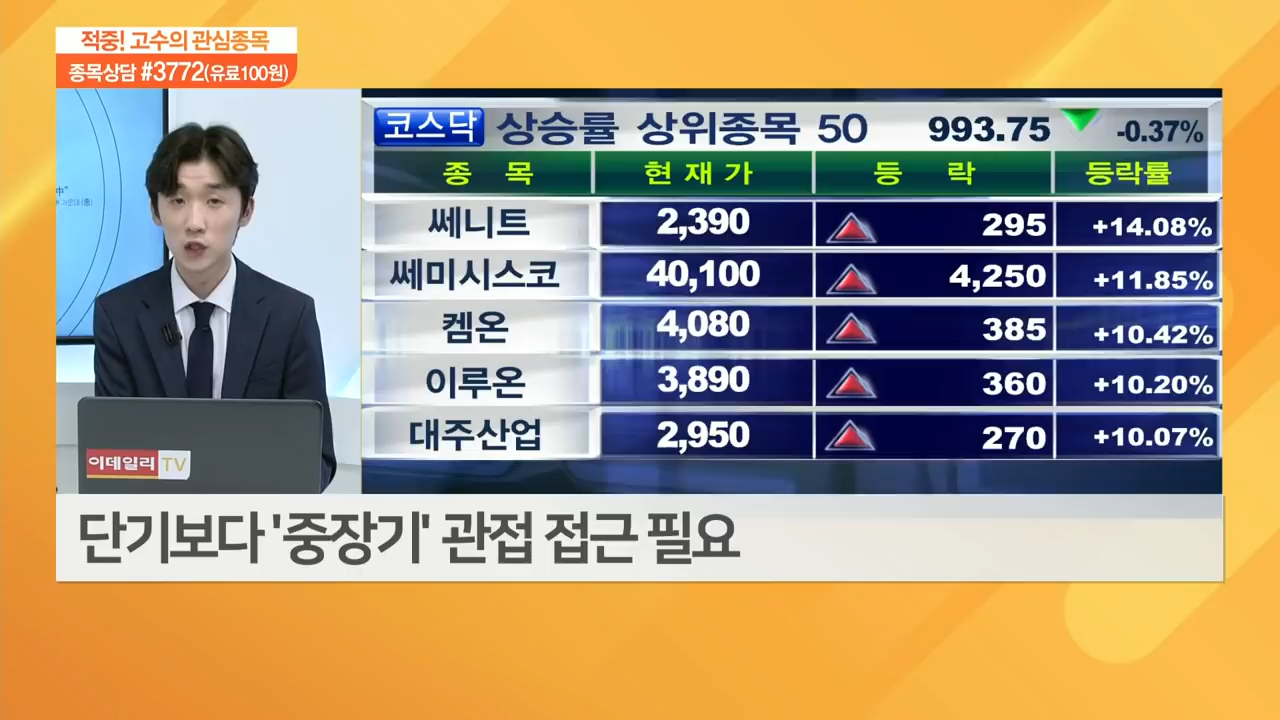 적중! 고수의 관심종목
종목상담 #3772(유료100원)
코스닥 상승률 상위종목 50 993.75 -0.37%
종 목 현 재 가 등 락 등락률
쎄니트 2,390 295 +14.08%
쎄미시스코 40,100 4,250 +11.85%
켐온 4,080 385 +10.42%
이루온 3,890 360 +10.20%
대주산업 2,950 270 +10.07%
이데일리 TV
단기보다 '중장기' 관접 접근 필요